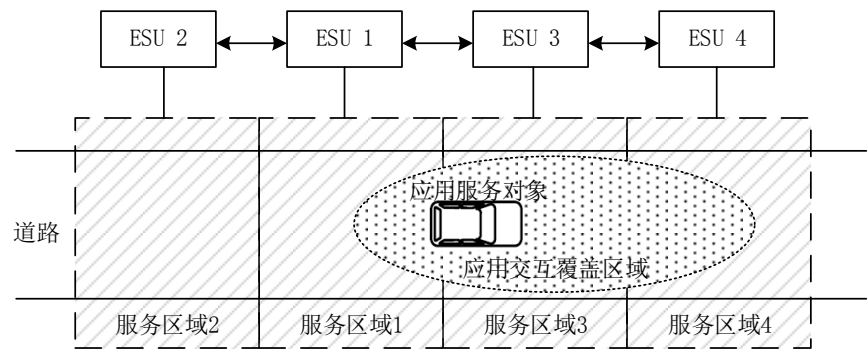 ESU 2
ESU 1
ESU 3
ESU 4
应用服务对象
道路
应用交互覆盖区域
服务区域2
服务区域1
服务区域3
服务区域4